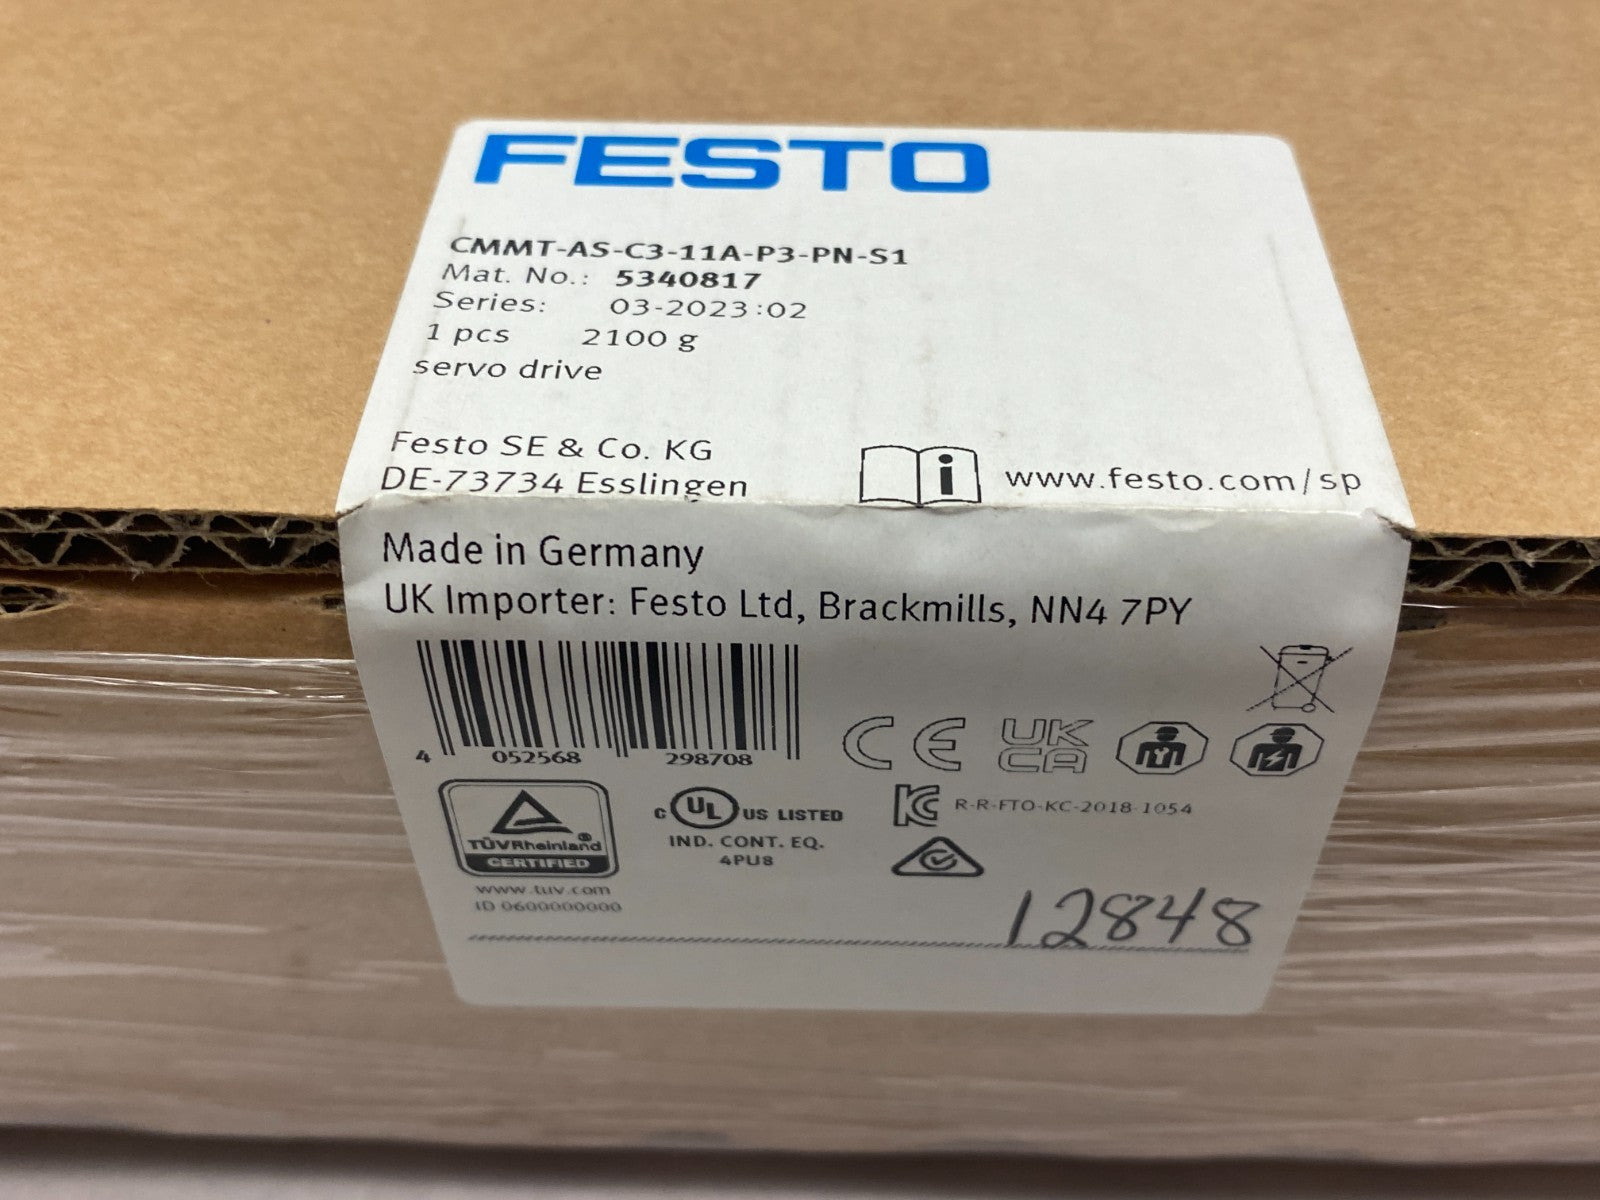 FESTO
CMMT-AS-C3-11A-P3-PN-S1
Mat. No.: 5340817
Series: 03-2023:02
1 pcs 2100 g
servo drive
Festo SE & Co. KG
DE-73734 Esslingen
i www.festo.com/sp
Made in Germany
UK Importer: Festo Ltd, Brackmills, NN4 7PY
4 052568 298708
CE UK CA
TÜVRheinland®
CERTIFIED
www.tuv.com
ID 0600000000
C UL US LISTED
IND. CONT. EQ.
4PU8
KC R-R-FTO-KC-2018-1054
12848